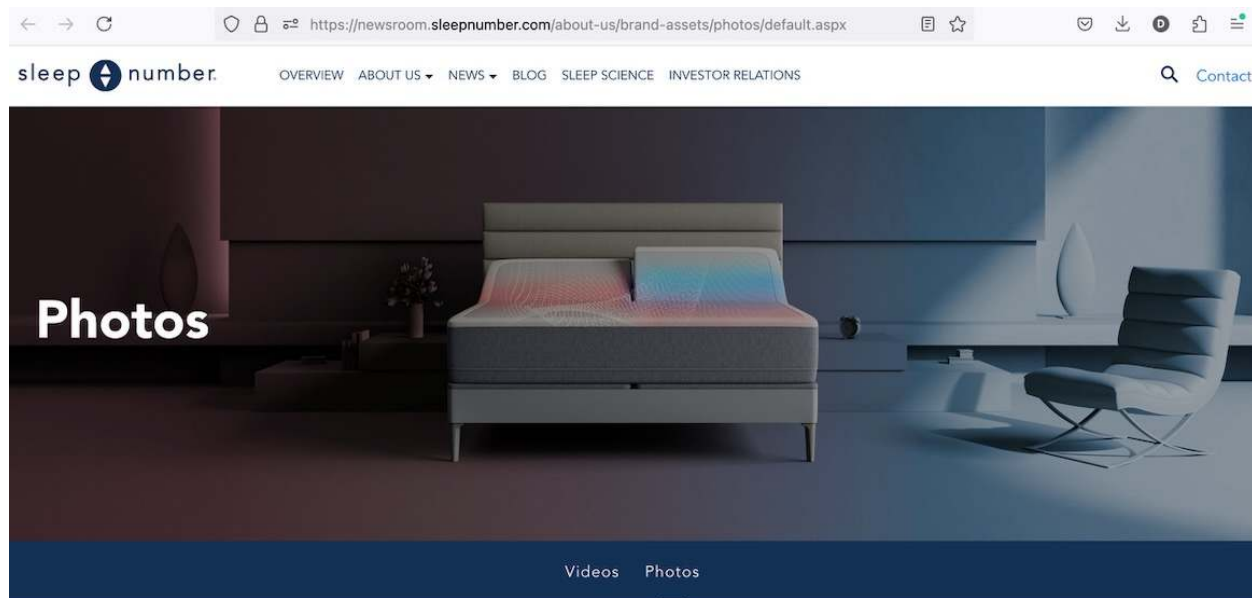 https://newsroom.sleepnumber.com/about-us/brand-assets/photos/default.aspx
D
sleep number. OVERVIEW ABOUT US NEWS BLOG SLEEP SCIENCE INVESTOR RELATIONS Contact
Photos
Videos Photos